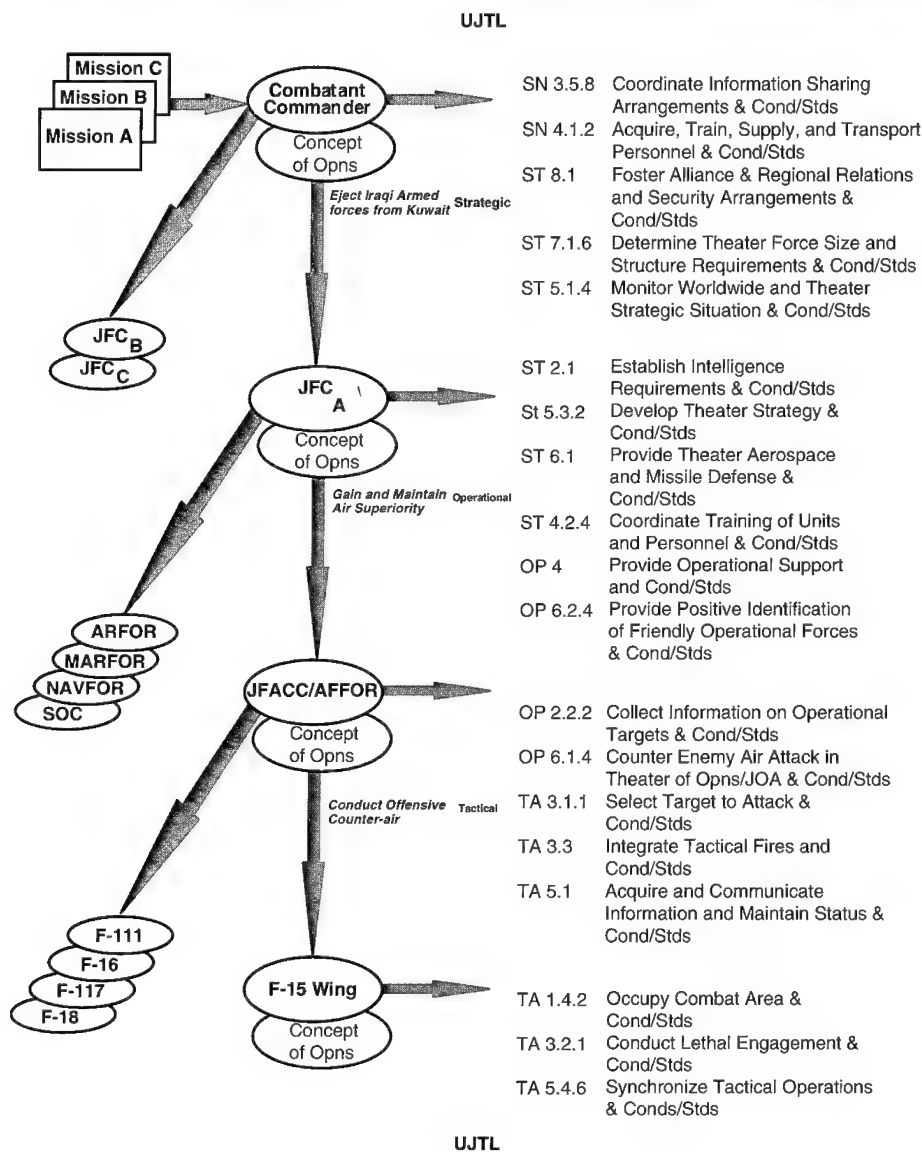 UJTL
Mission C
Mission B
Mission A
Combatant
Commander
Concept
of Opns
SN 3.5.8 Coordinate Information Sharing
Arrangements & Cond/Stds
SN 4.1.2 Acquire, Train, Supply, and Transport
Personnel & Cond/Stds
ST 8.1 Foster Alliance & Regional Relations
and Security Arrangements &
Cond/Stds
ST 7.1.6 Determine Theater Force Size and
Structure Requirements & Cond/Stds
ST 5.1.4 Monitor Worldwide and Theater
Strategic Situation & Cond/Stds
Eject Iraqi Armed
forces from Kuwait Strategic
JFC B
JFC C
JFC
A
Concept
of Opns
ST 2.1 Establish Intelligence
Requirements & Cond/Stds
St 5.3.2 Develop Theater Strategy &
Cond/Stds
ST 6.1 Provide Theater Aerospace
and Missile Defense &
Cond/Stds
ST 4.2.4 Coordinate Training of Units
and Personnel & Cond/Stds
OP 4 Provide Operational Support
and Cond/Stds
OP 6.2.4 Provide Positive Identification
of Friendly Operational Forces
& Cond/Stds
Gain and Maintain Operational
Air Superiority
ARFOR
MARFOR
NAVFOR
SOC
JFACC/AFFOR
Concept
of Opns
OP 2.2.2 Collect Information on Operational
Targets & Cond/Stds
OP 6.1.4 Counter Enemy Air Attack in
Theater of Opns/JOA & Cond/Stds
TA 3.1.1 Select Target to Attack &
Cond/Stds
TA 3.3 Integrate Tactical Fires and
Cond/Stds
TA 5.1 Acquire and Communicate
Information and Maintain Status &
Cond/Stds
Conduct Offensive Tactical
Counter-air
F-111
F-16
F-117
F-18
F-15 Wing
Concept
of Opns
TA 1.4.2 Occupy Combat Area &
Cond/Stds
TA 3.2.1 Conduct Lethal Engagement &
Cond/Stds
TA 5.4.6 Synchronize Tactical Operations
& Conds/Stds
UJTL